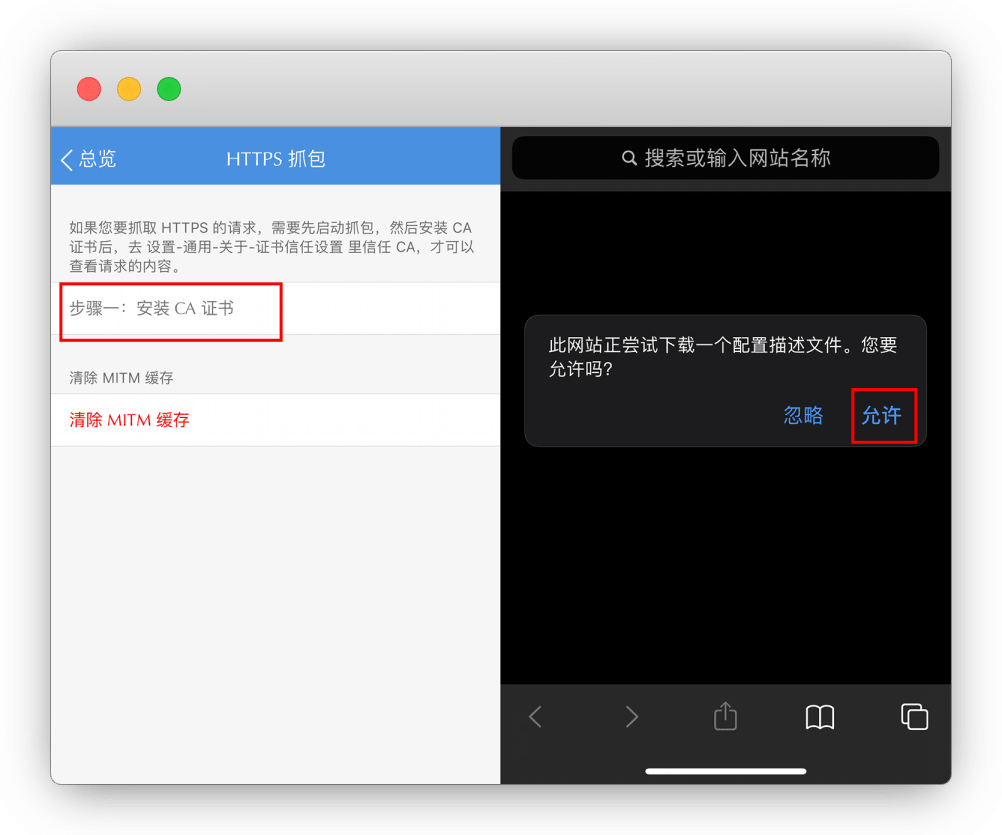 总览
HTTPS 抓包
如果您要抓取 HTTPS 的请求，需要先启动抓包，然后安装 CA
证书后，去 设置-通用-关于-证书信任设置 里信任 CA，才可以
查看请求的内容。
步骤一：安装 CA 证书
清除 MITM 缓存
清除 MITM 缓存
搜索或输入网站名称
此网站正尝试下载一个配置描述文件。您要
允许吗？
忽略
允许